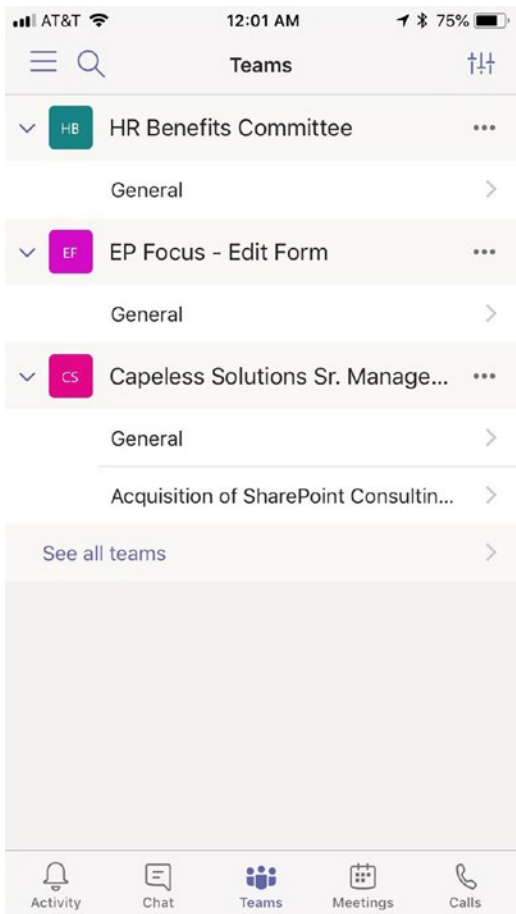 AT&T 12:01 AM 75%
Teams
HB HR Benefits Committee
General
EF EP Focus - Edit Form
General
CS Capeless Solutions Sr. Manage...
General
Acquisition of SharePoint Consultin...
See all teams
Activity Chat Teams Meetings Calls